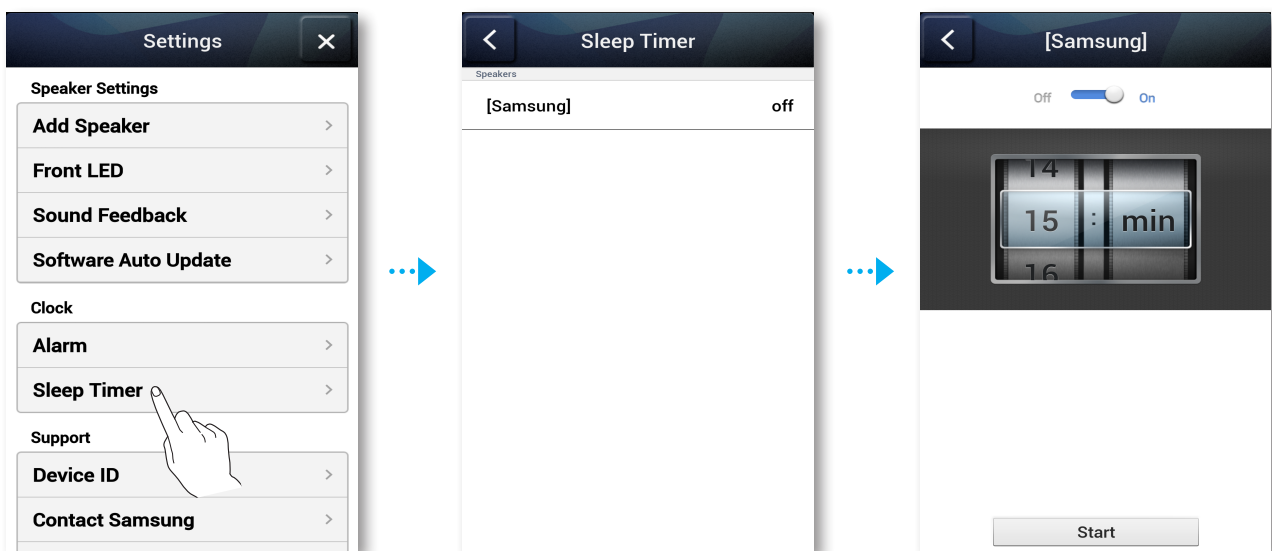 Settings
Speaker Settings
Add Speaker
Front LED
Sound Feedback
Software Auto Update
Clock
Alarm
Sleep Timer
Support
Device ID
Contact Samsung
Sleep Timer
Speakers
[Samsung] off
[Samsung]
Off On
14
15 : min
16
Start